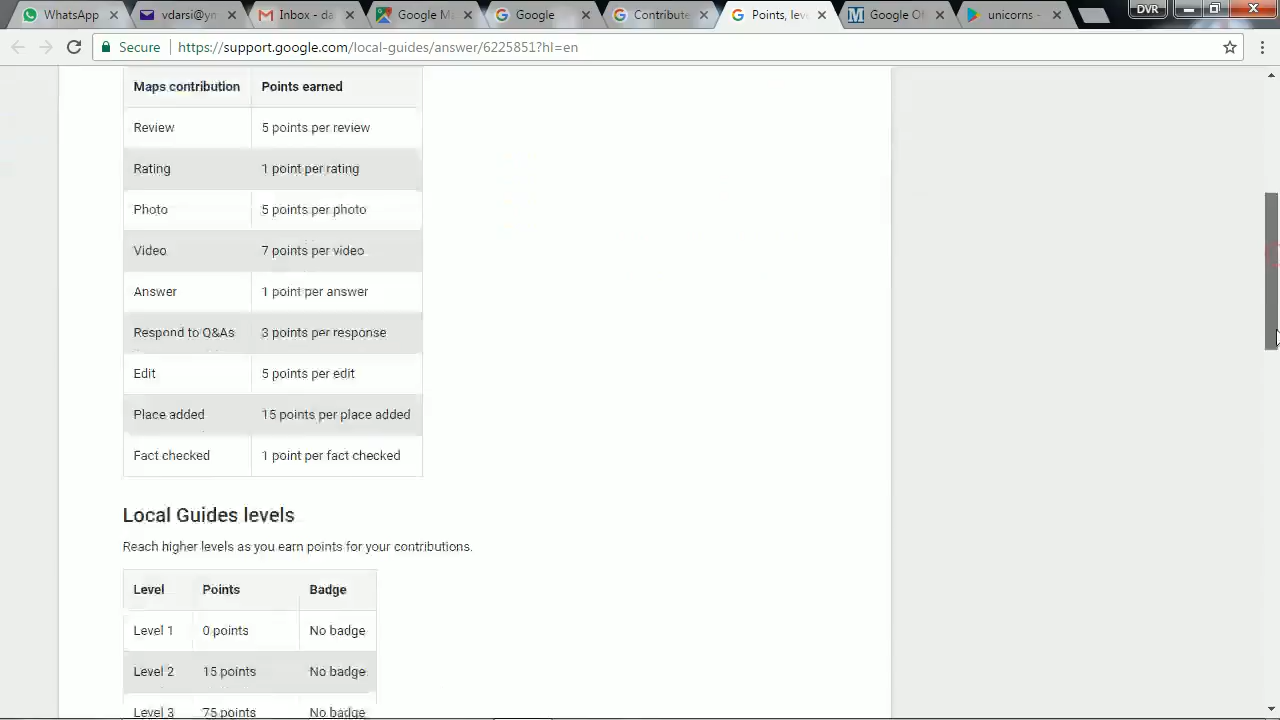 WhatsApp vdarsi@yn Inbox - da Google Ma Google Contribute Points, leve Google Of unicorns - DVR
Secure https://support.google.com/local-guides/answer/6225851?hl=en
Maps contribution Points earned
Review 5 points per review
Rating 1 point per rating
Photo 5 points per photo
Video 7 points per video
Answer 1 point per answer
Respond to Q&As 3 points per response
Edit 5 points per edit
Place added 15 points per place added
Fact checked 1 point per fact checked
Local Guides levels
Reach higher levels as you earn points for your contributions.
Level Points Badge
Level 1 0 points No badge
Level 2 15 points No badge
Level 3 75 points No badge